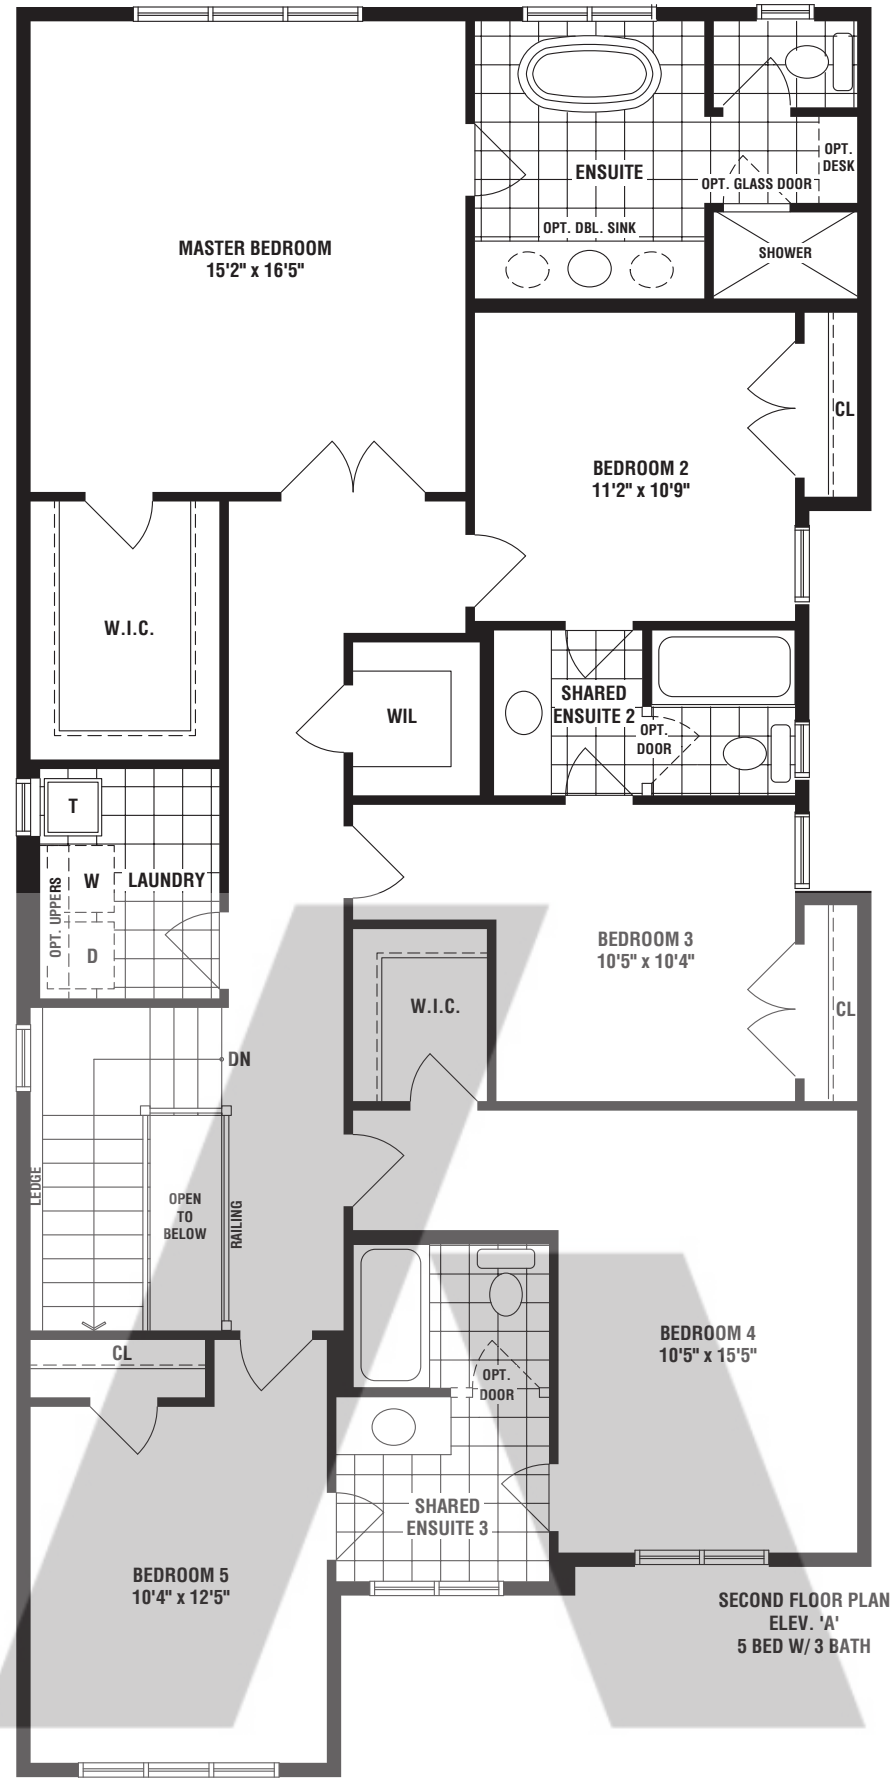 OPT.
DESK
ENSUITE
OPT. GLASS DOOR
OPT. DBL. SINK
MASTER BEDROOM
15'2" x 16'5"
SHOWER
CL
BEDROOM 2
11'2" x 10'9"
W.I.C.
WIL
SHARED
ENSUITE 2
OPT.
DOOR
T
W
LAUNDRY
OPT. UPPERS
D
BEDROOM 3
10'5" x 10'4"
W.I.C.
CL
DN
LEDGE
OPEN
TO
BELOW
RAILING
BEDROOM 4
10'5" x 15'5"
CL
OPT.
DOOR
SHARED
ENSUITE 3
BEDROOM 5
10'4" x 12'5"
SECOND FLOOR PLAN
ELEV. 'A'
5 BED W/ 3 BATH